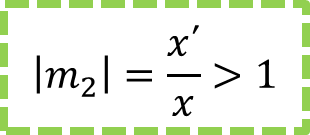 |m₂| = x′/x > 1